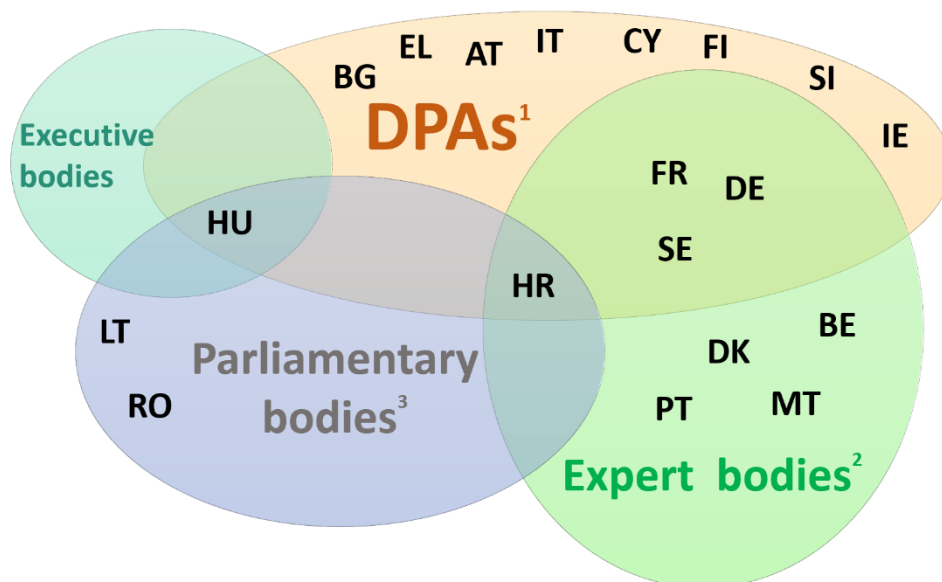 EL AT IT CY FI
BG SI
DPAs¹
IE
Executive
bodies
FR DE
HU
SE
HR
LT
BE
Parliamentary
bodies³
DK
RO
PT MT
Expert bodies²